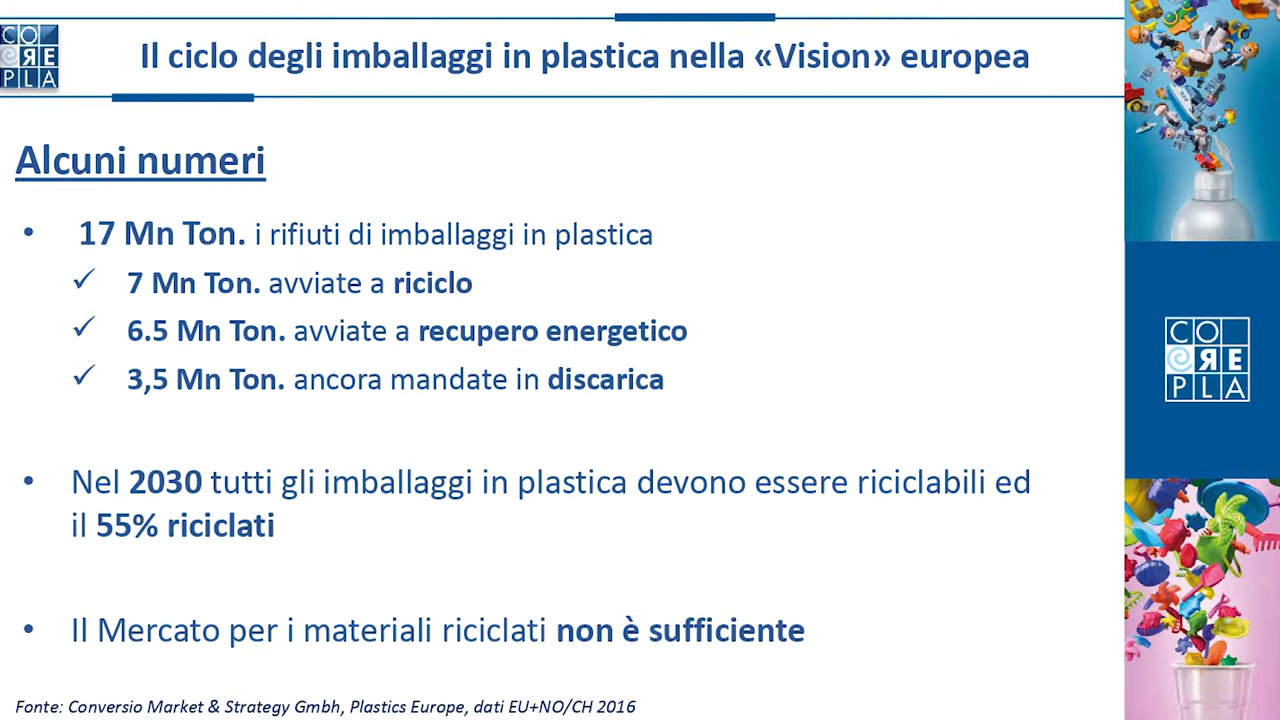 CO
RE
PLA
Il ciclo degli imballaggi in plastica nella «Vision» europea
Alcuni numeri
• 17 Mn Ton. i rifiuti di imballaggi in plastica
✓ 7 Mn Ton. avviate a riciclo
✓ 6.5 Mn Ton. avviate a recupero energetico
✓ 3,5 Mn Ton. ancora mandate in discarica
• Nel 2030 tutti gli imballaggi in plastica devono essere riciclabili ed
il 55% riciclati
• Il Mercato per i materiali riciclati non è sufficiente
Fonte: Conversio Market & Strategy Gmbh, Plastics Europe, dati EU+NO/CH 2016
CO
RE
PLA